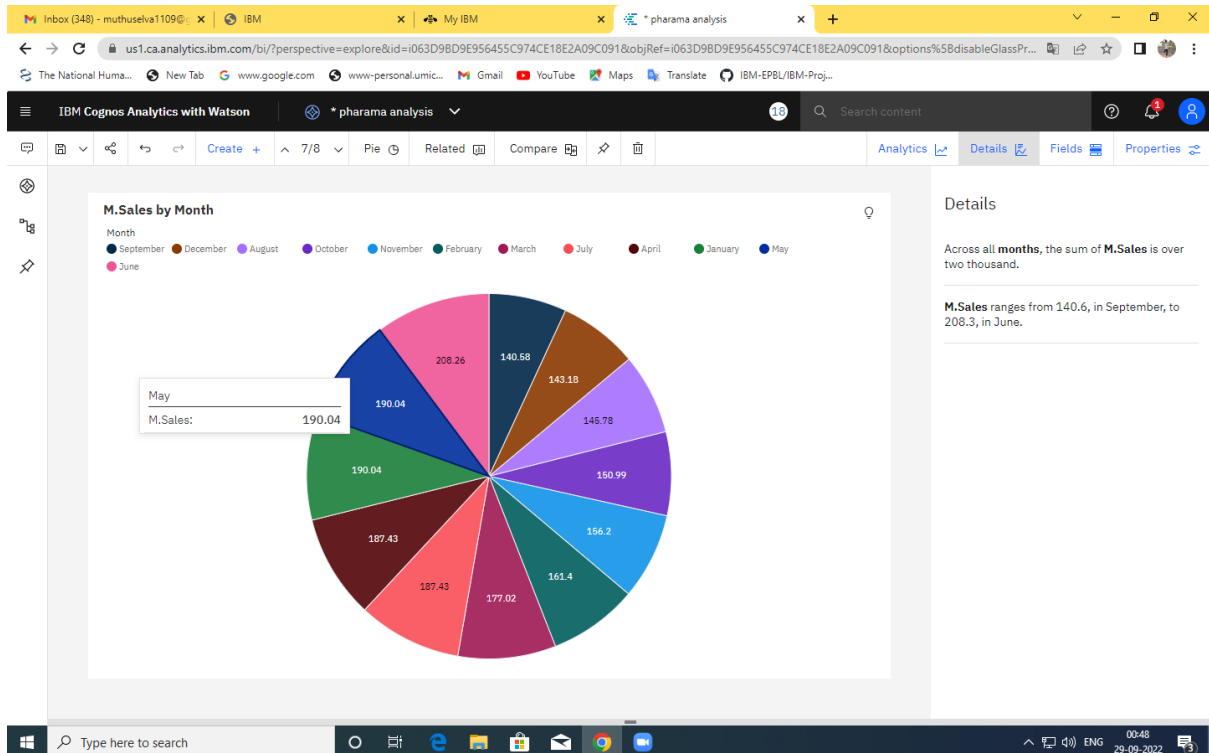 Inbox (348) - muthuselva1109@g
IBM
My IBM
* pharama analysis
us1.ca.analytics.ibm.com/bi/?perspective=explore&id=i063D9BD9E956455C974CE18E2A09C091&objRef=i063D9BD9E956455C974CE18E2A09C091&options%5BdisableGlassPr...
The National Huma... New Tab www.google.com www-personal.umic... Gmail YouTube Maps Translate IBM-EPBL/IBM-Proj...
IBM Cognos Analytics with Watson * pharama analysis 18 Search content 1
Create + 7/8 Pie Related Compare Analytics Details Fields Properties
M.Sales by Month
Month
September December August October November February March July April January May
June
208.26
140.58
143.18
145.78
150.99
156.2
161.4
177.02
187.43
187.43
190.04
190.04
May
M.Sales: 190.04
Details
Across all months, the sum of M.Sales is over
two thousand.
M.Sales ranges from 140.6, in September, to
208.3, in June.
Type here to search
ENG
00:48
29-09-2022
3